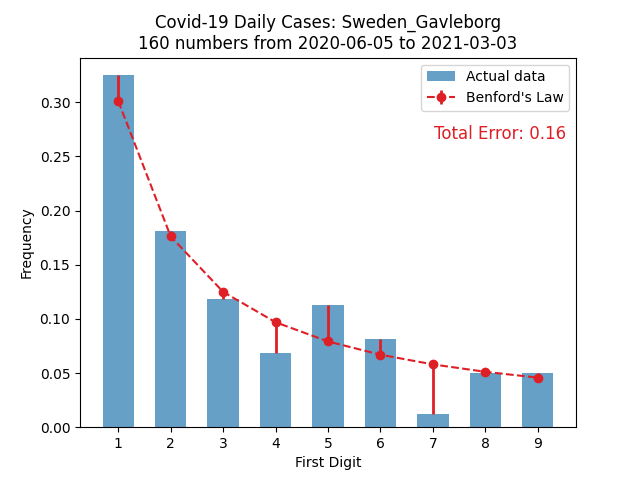 Covid-19 Daily Cases: Sweden_Gavleborg
160 numbers from 2020-06-05 to 2021-03-03
Actual data
Benford's Law
Total Error: 0.16
Frequency
0.30
0.25
0.20
0.15
0.10
0.05
0.00
1 2 3 4 5 6 7 8 9
First Digit